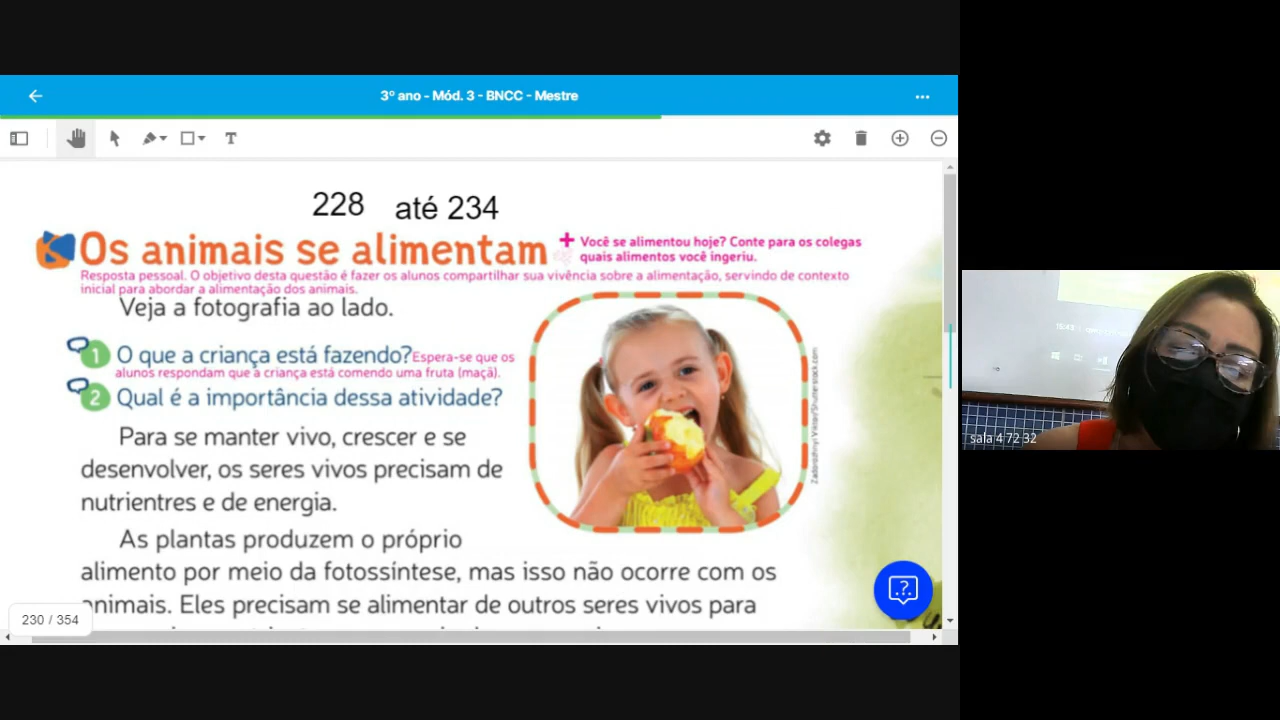 3º ano - Mód. 3 - BNCC - Mestre
T
228 até 234
Os animais se alimentam
+ Você se alimentou hoje? Conte para os colegas
quais alimentos você ingeriu.
Resposta pessoal. O objetivo desta questão é fazer os alunos compartilhar sua vivência sobre a alimentação, servindo de contexto
inicial para abordar a alimentação dos animais.
Veja a fotografia ao lado.
1 O que a criança está fazendo? Espera-se que os
alunos respondam que a criança está comendo uma fruta (maçã).
2 Qual é a importância dessa atividade?
Para se manter vivo, crescer e se
desenvolver, os seres vivos precisam de
nutrientres e de energia.
As plantas produzem o próprio
alimento por meio da fotossíntese, mas isso não ocorre com os
animais. Eles precisam se alimentar de outros seres vivos para
Zadorozhnyi Viktor/Shutterstock.com
230 / 354
sala 4 72 32